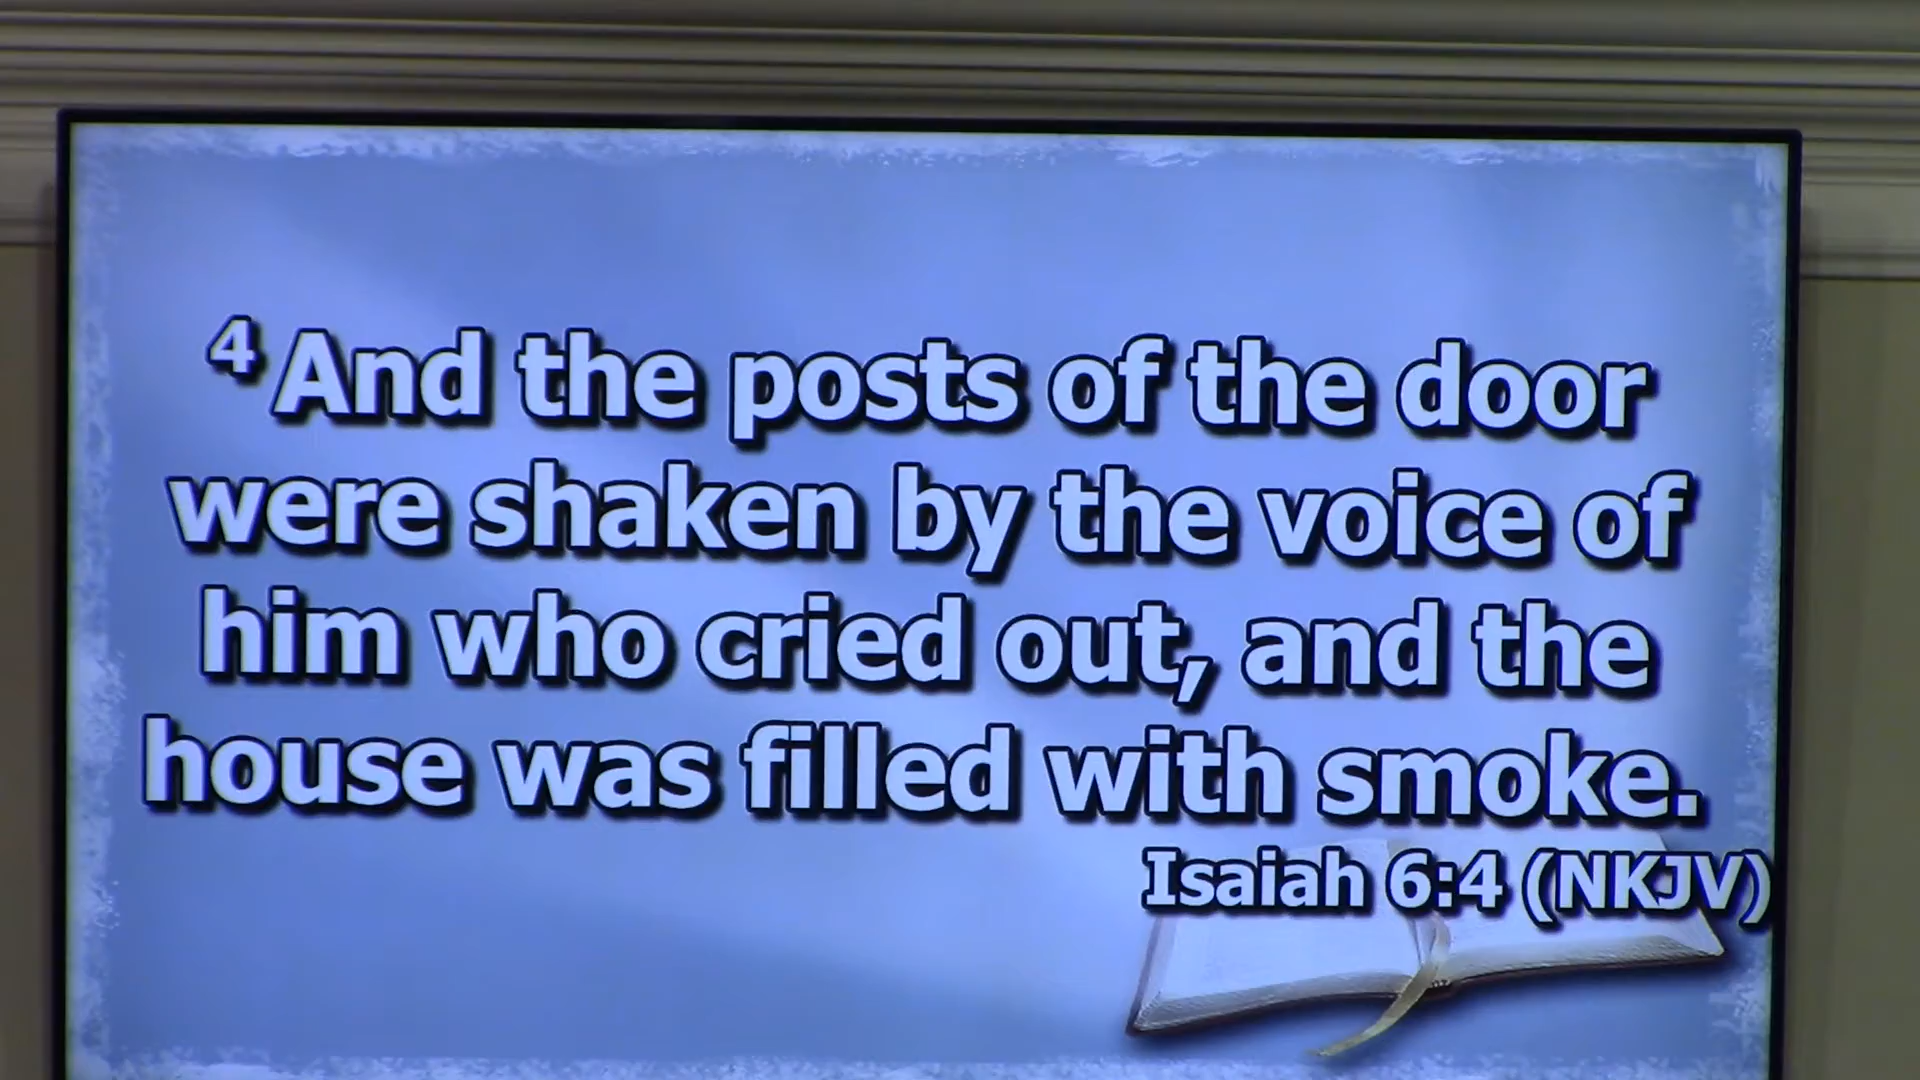 4 And the posts of the door
were shaken by the voice of
him who cried out, and the
house was filled with smoke.
Isaiah 6:4 (NKJV)